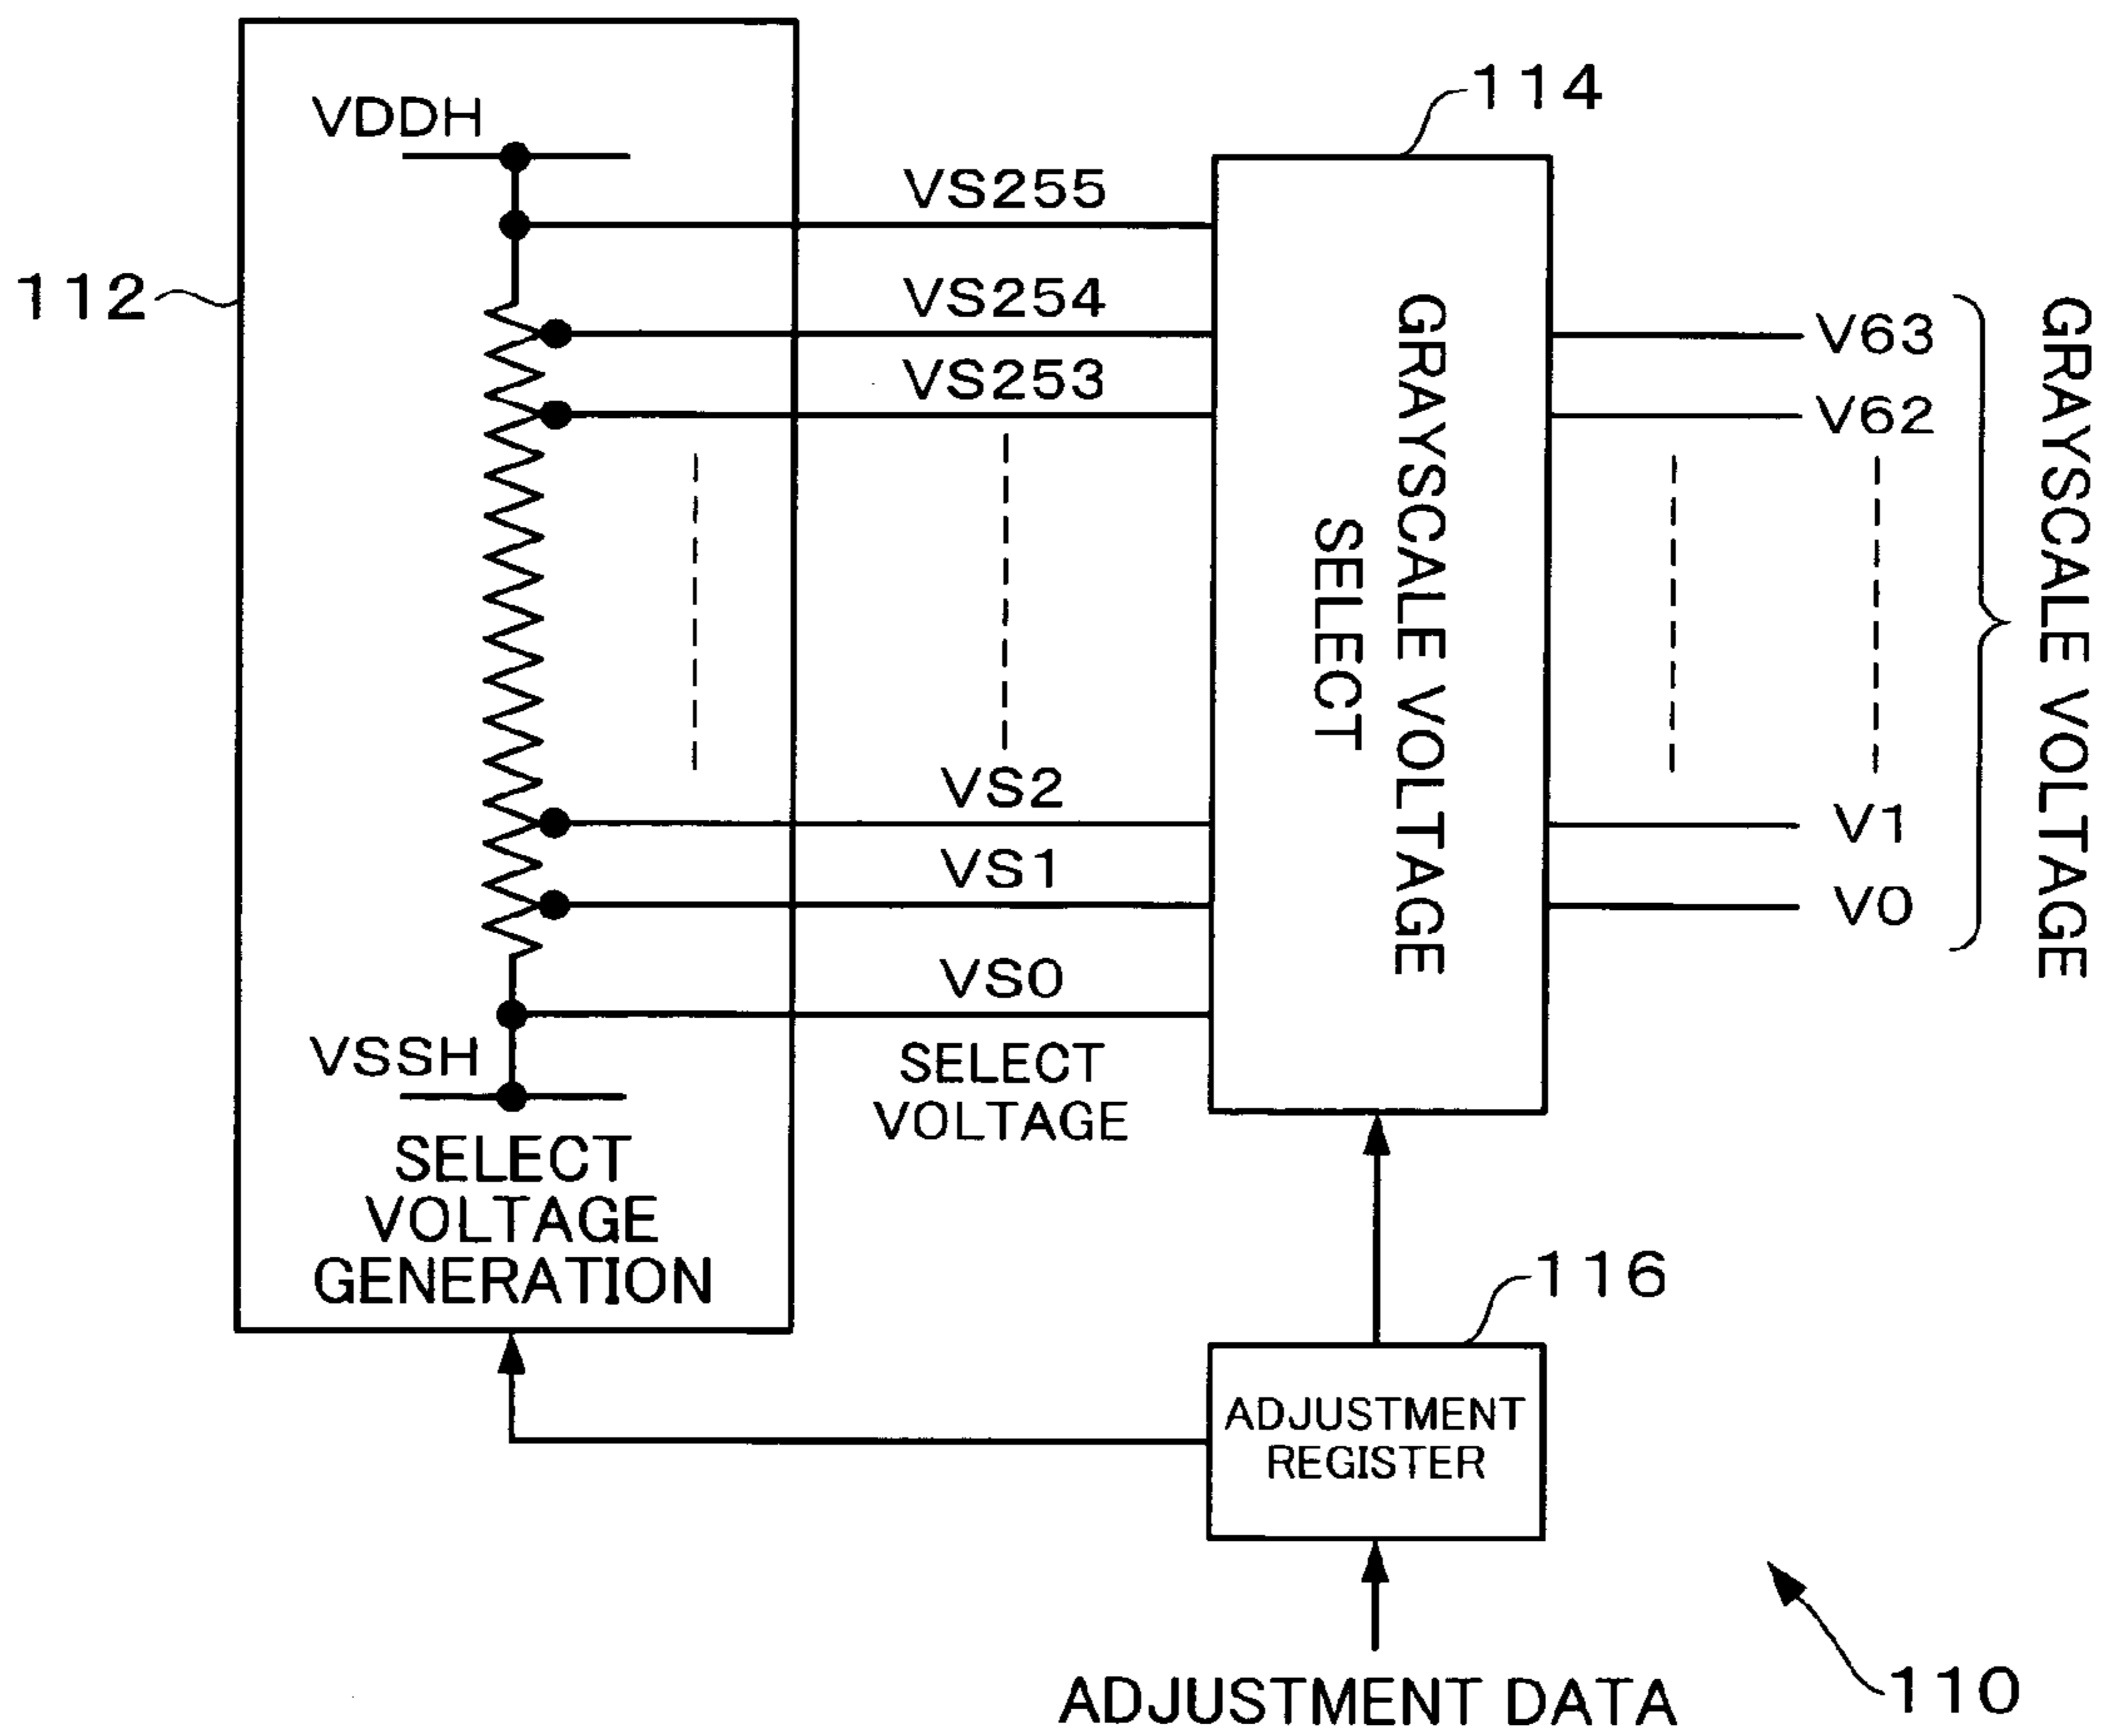 VDDH
112
VS255
VS254
VS253
VS2
VS1
VS0
VSSH
SELECT
VOLTAGE
SELECT
VOLTAGE
GENERATION
114
GRAYSCALE VOLTAGE
SELECT
V63
V62
V1
V0
GRAYSCALE VOLTAGE
116
ADJUSTMENT
REGISTER
ADJUSTMENT DATA
110